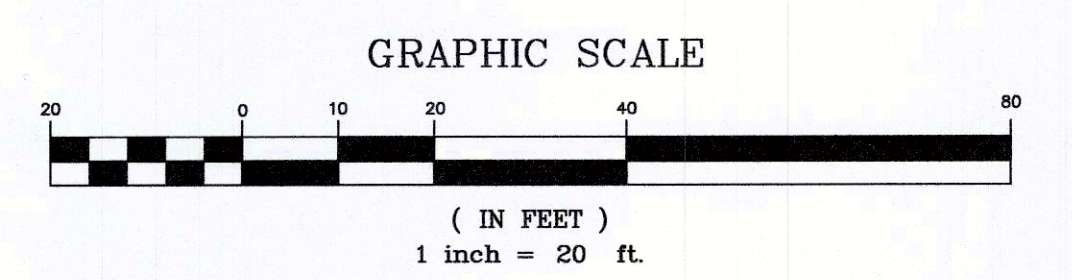 GRAPHIC SCALE
20 0 10 20 40 80
( IN FEET )
1 inch = 20 ft.